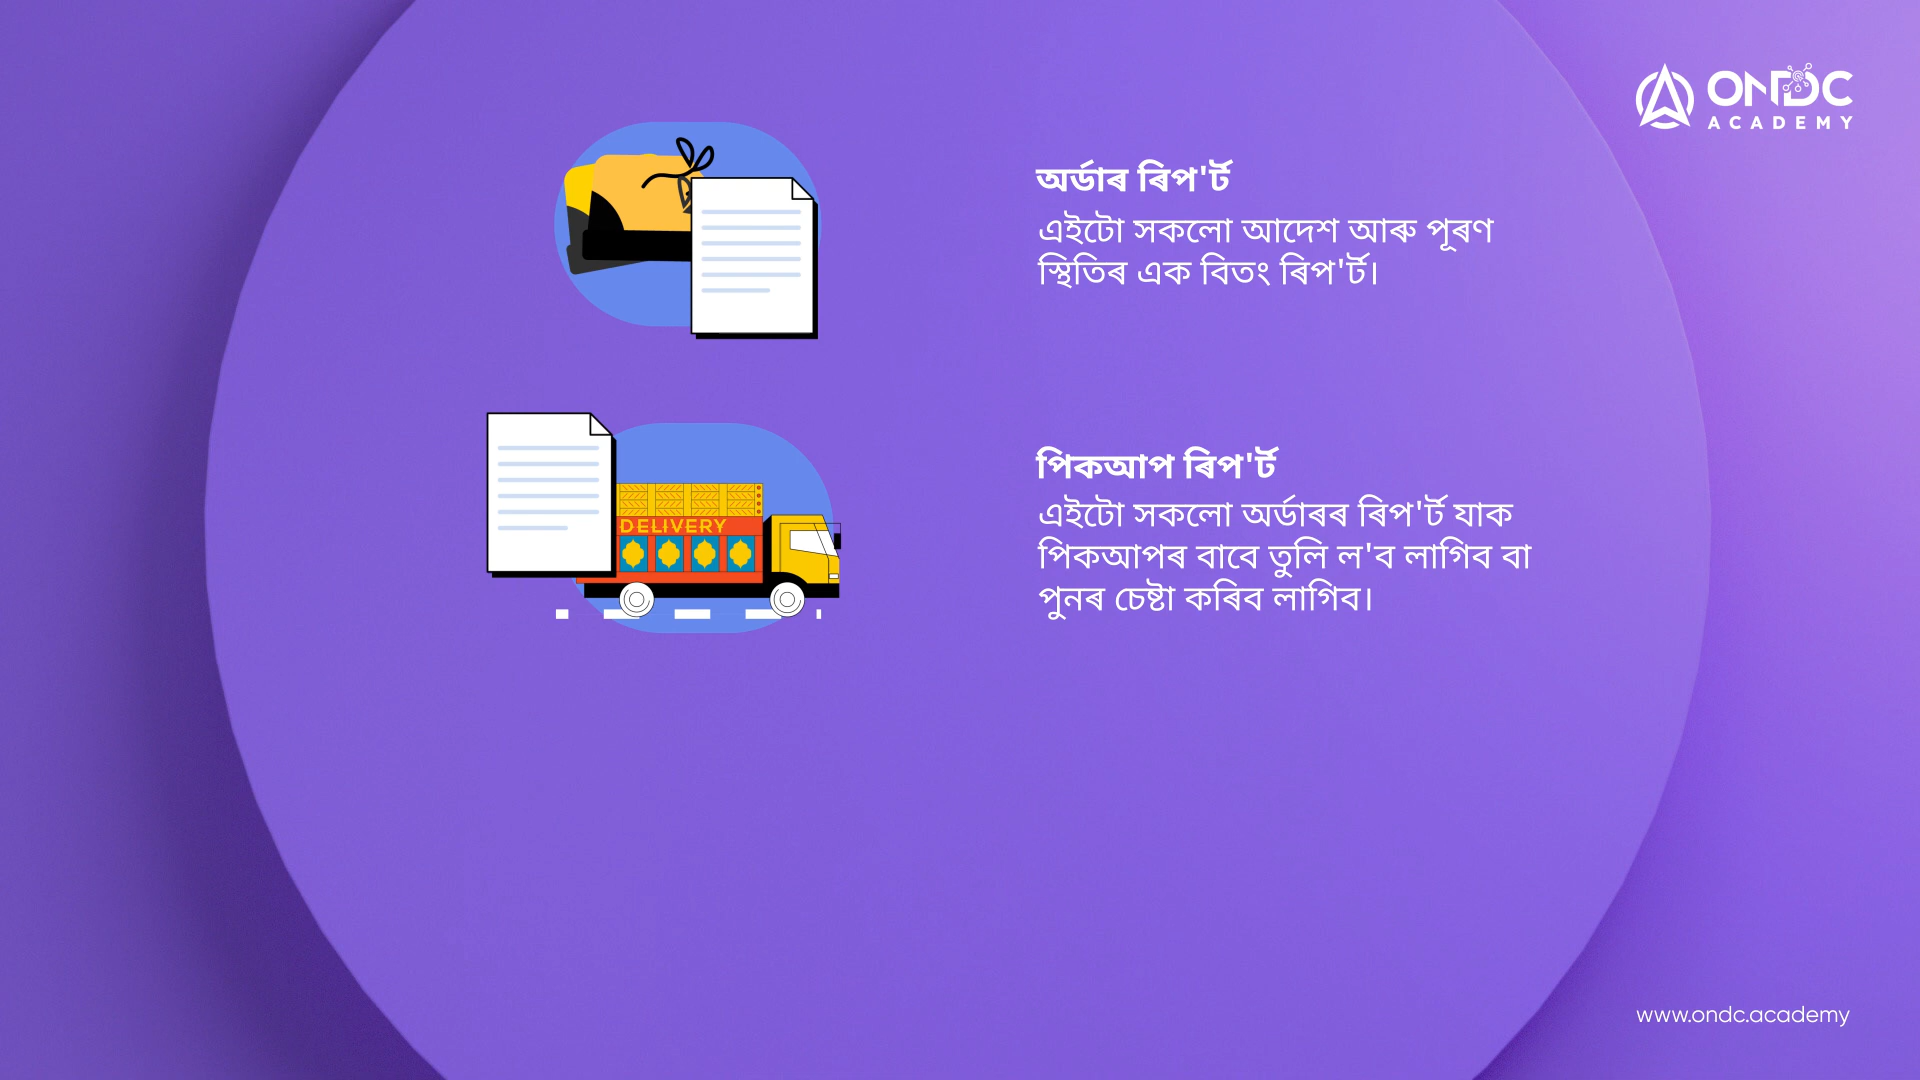 ONDC
ACADEMY
অৰ্ডাৰ ৰিপ'ৰ্ট
এইটো সকলো আদেশ আৰু পূৰণ
স্থিতিৰ এক বিতং ৰিপ'ৰ্ট।
পিকআপ ৰিপ'ৰ্ট
এইটো সকলো অৰ্ডাৰৰ ৰিপ'ৰ্ট যাক
পিকআপৰ বাবে তুলি ল'ব লাগিব বা
পুনৰ চেষ্টা কৰিব লাগিব।
DELIVERY
www.ondc.academy